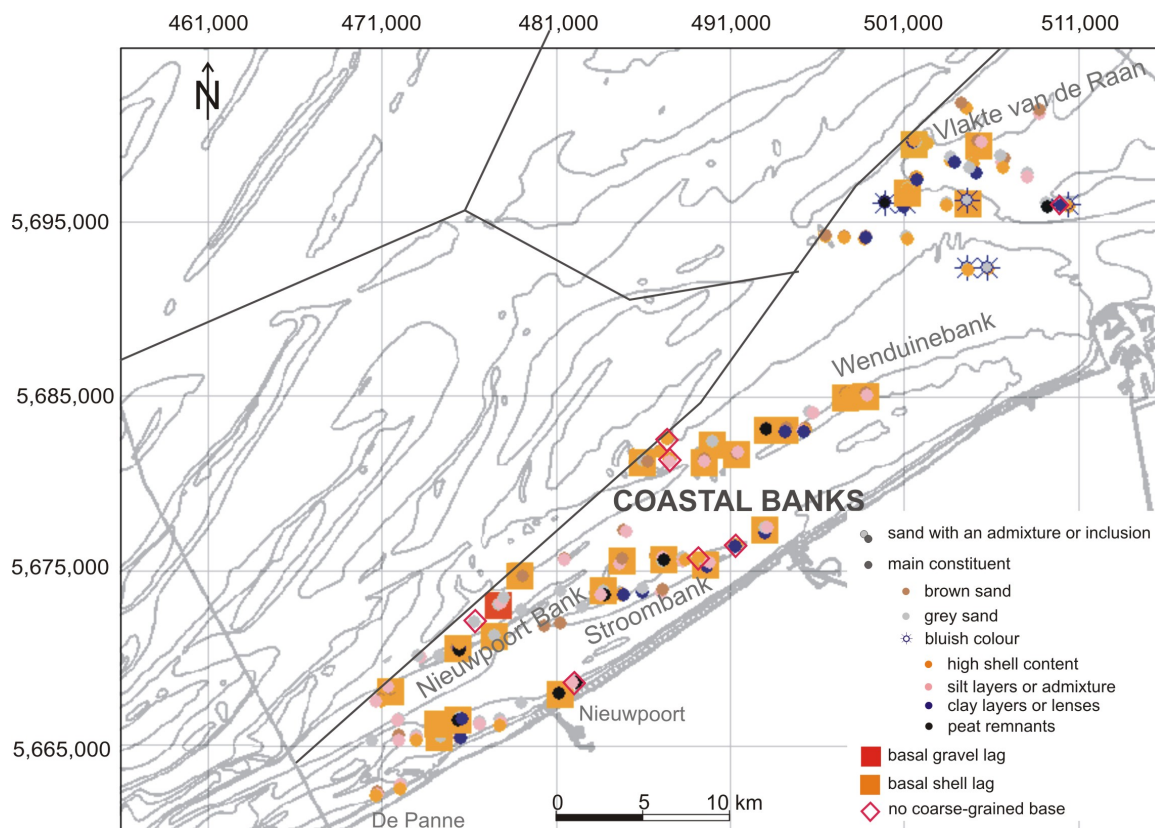 461,000 471,000 481,000 491,000 501,000 511,000
N
Vlakte van de Raan
5,695,000
Wenduinebank
5,685,000
COASTAL BANKS
sand with an admixture or inclusion
main constituent
5,675,000
brown sand
Stroombank
grey sand
Nieuwpoort Bank
bluish colour
high shell content
silt layers or admixture
clay layers or lenses
Nieuwpoort
peat remnants
5,665,000
basal gravel lag
basal shell lag
0 5 10 km
no coarse-grained base
De Panne